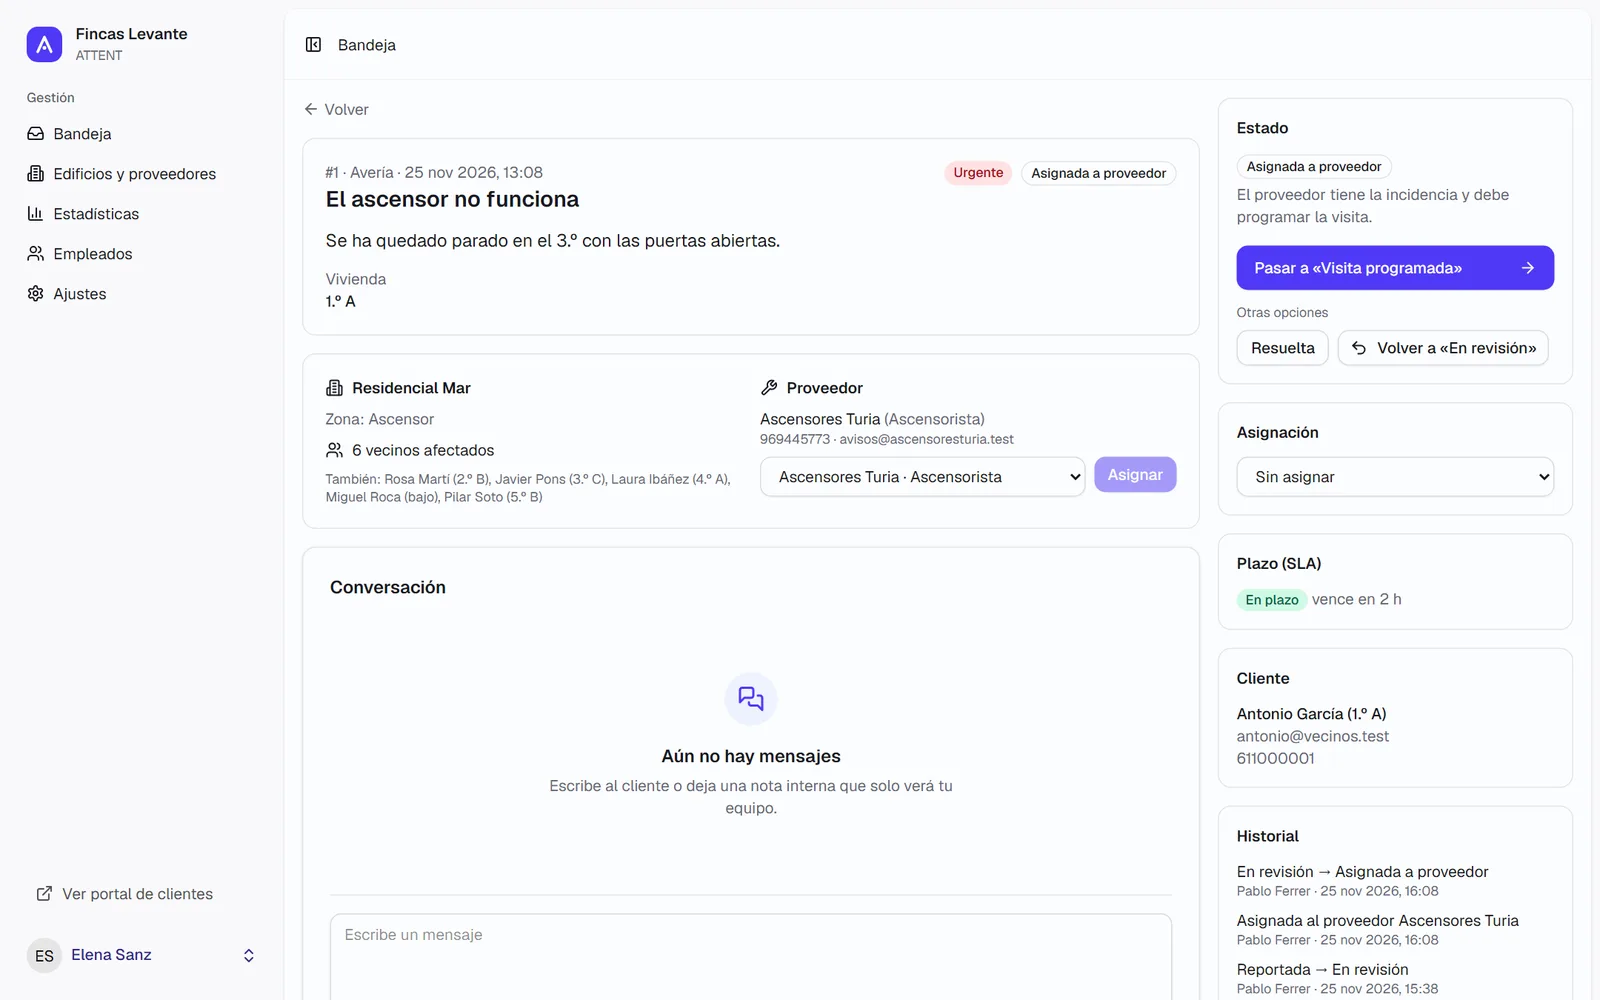 Fincas Levante
ATTENT
Gestión
Bandeja
Edificios y proveedores
Estadísticas
Empleados
Ajustes
Ver portal de clientes
ES
Elena Sanz
Bandeja
Volver
#1 · Avería · 25 nov 2026, 13:08
Urgente
Asignada a proveedor
El ascensor no funciona
Se ha quedado parado en el 3.º con las puertas abiertas.
Vivienda
1.º A
Residencial Mar
Zona: Ascensor
6 vecinos afectados
También: Rosa Martí (2.º B), Javier Pons (3.º C), Laura Ibáñez (4.º A),
Miguel Roca (bajo), Pilar Soto (5.º B)
Proveedor
Ascensores Turia (Ascensorista)
969445773 · avisos@ascensoresturia.test
Ascensores Turia · Ascensorista
Asignar
Conversación
Aún no hay mensajes
Escribe al cliente o deja una nota interna que solo verá tu
equipo.
Escribe un mensaje
Estado
Asignada a proveedor
El proveedor tiene la incidencia y debe
programar la visita.
Pasar a «Visita programada»
Otras opciones
Resuelta
Volver a «En revisión»
Asignación
Sin asignar
Plazo (SLA)
En plazo vence en 2 h
Cliente
Antonio García (1.º A)
antonio@vecinos.test
611000001
Historial
En revisión → Asignada a proveedor
Pablo Ferrer · 25 nov 2026, 16:08
Asignada al proveedor Ascensores Turia
Pablo Ferrer · 25 nov 2026, 16:08
Reportada → En revisión
Pablo Ferrer · 25 nov 2026, 15:38